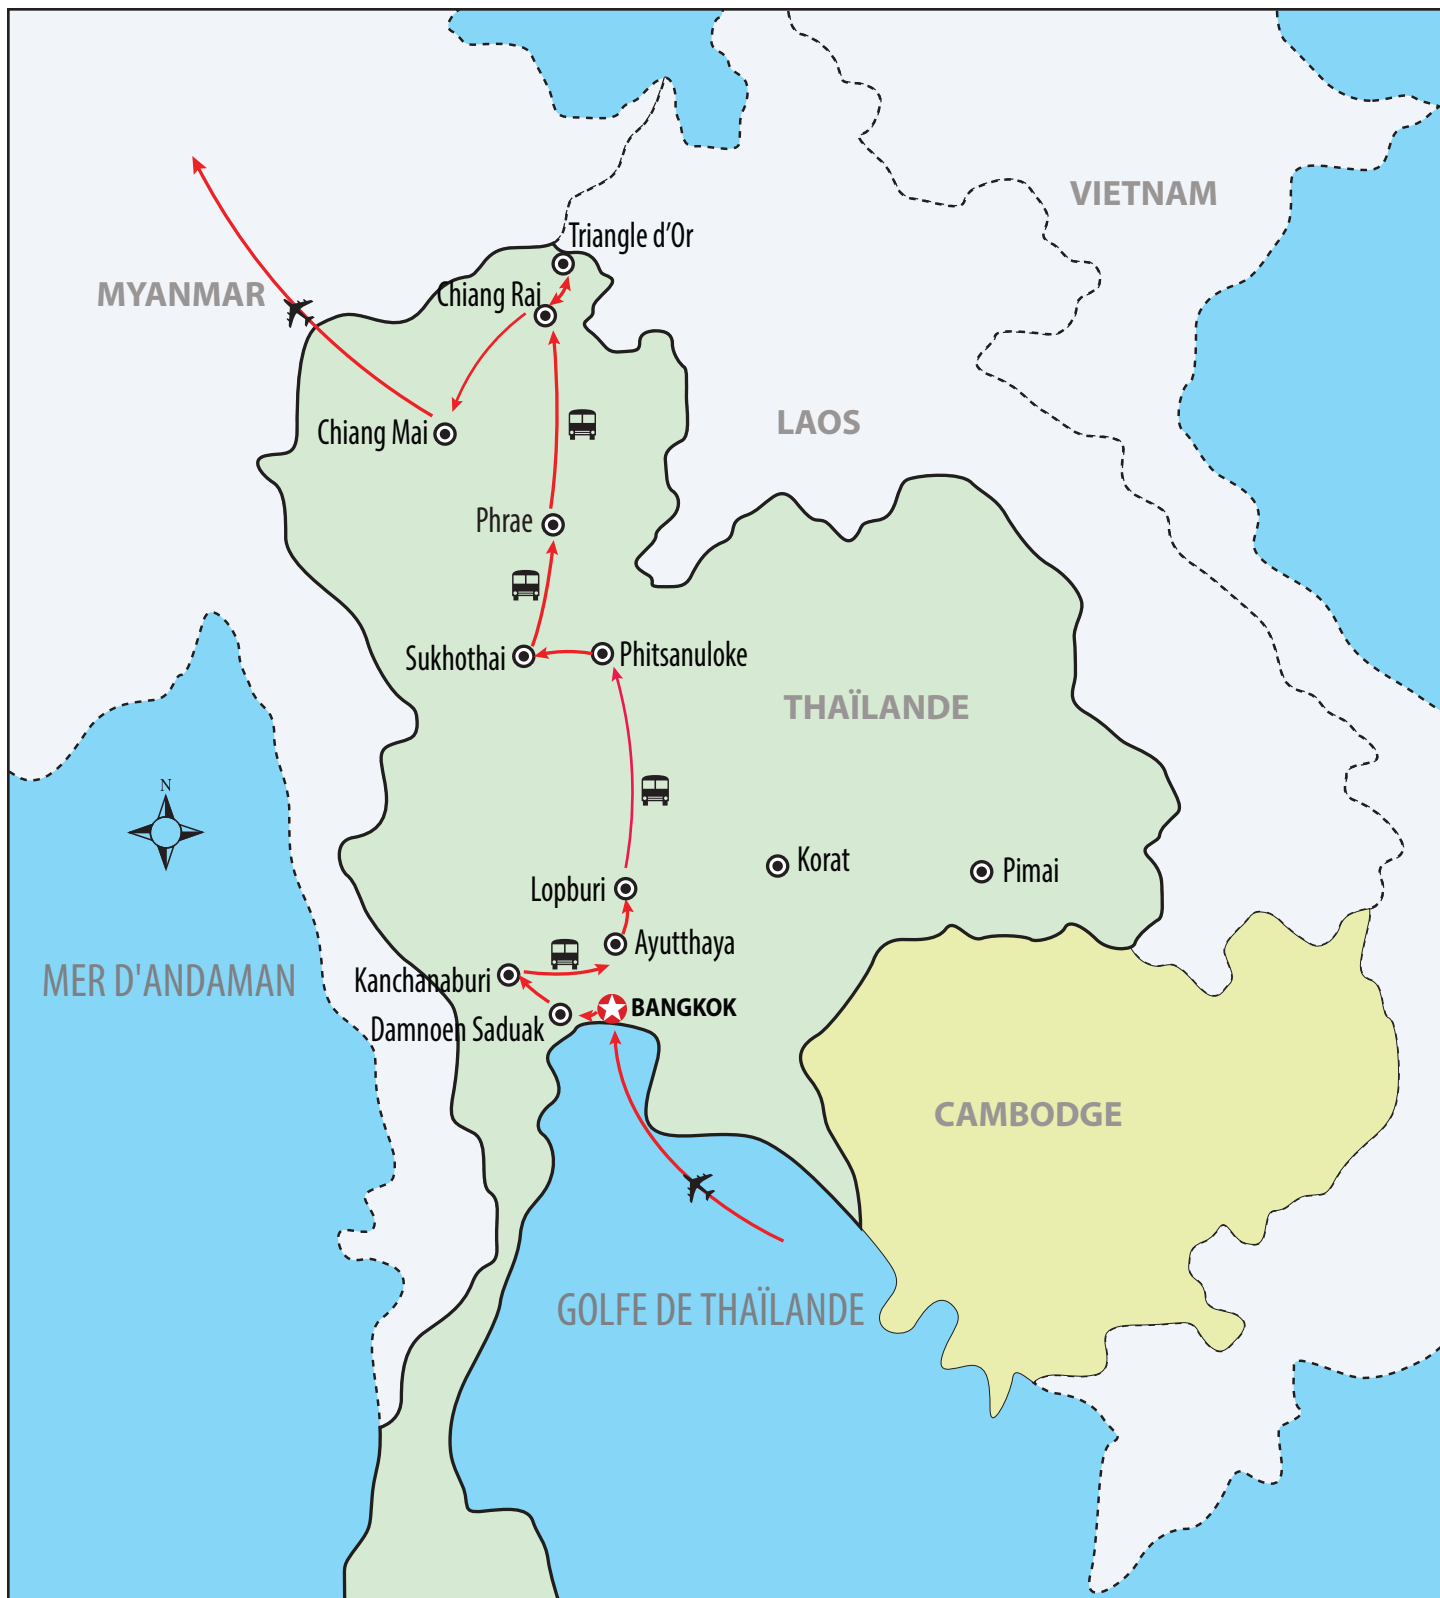 VIETNAM
Triangle d'Or
MYANMAR
Chiang Rai
LAOS
Chiang Mai
Phrae
Sukhothai
Phitsanuloke
THAÏLANDE
N
Korat
Pimai
Lopburi
Ayutthaya
MER D'ANDAMAN
Kanchanaburi
BANGKOK
Damnoen Saduak
CAMBODGE
GOLFE DE THAÏLANDE